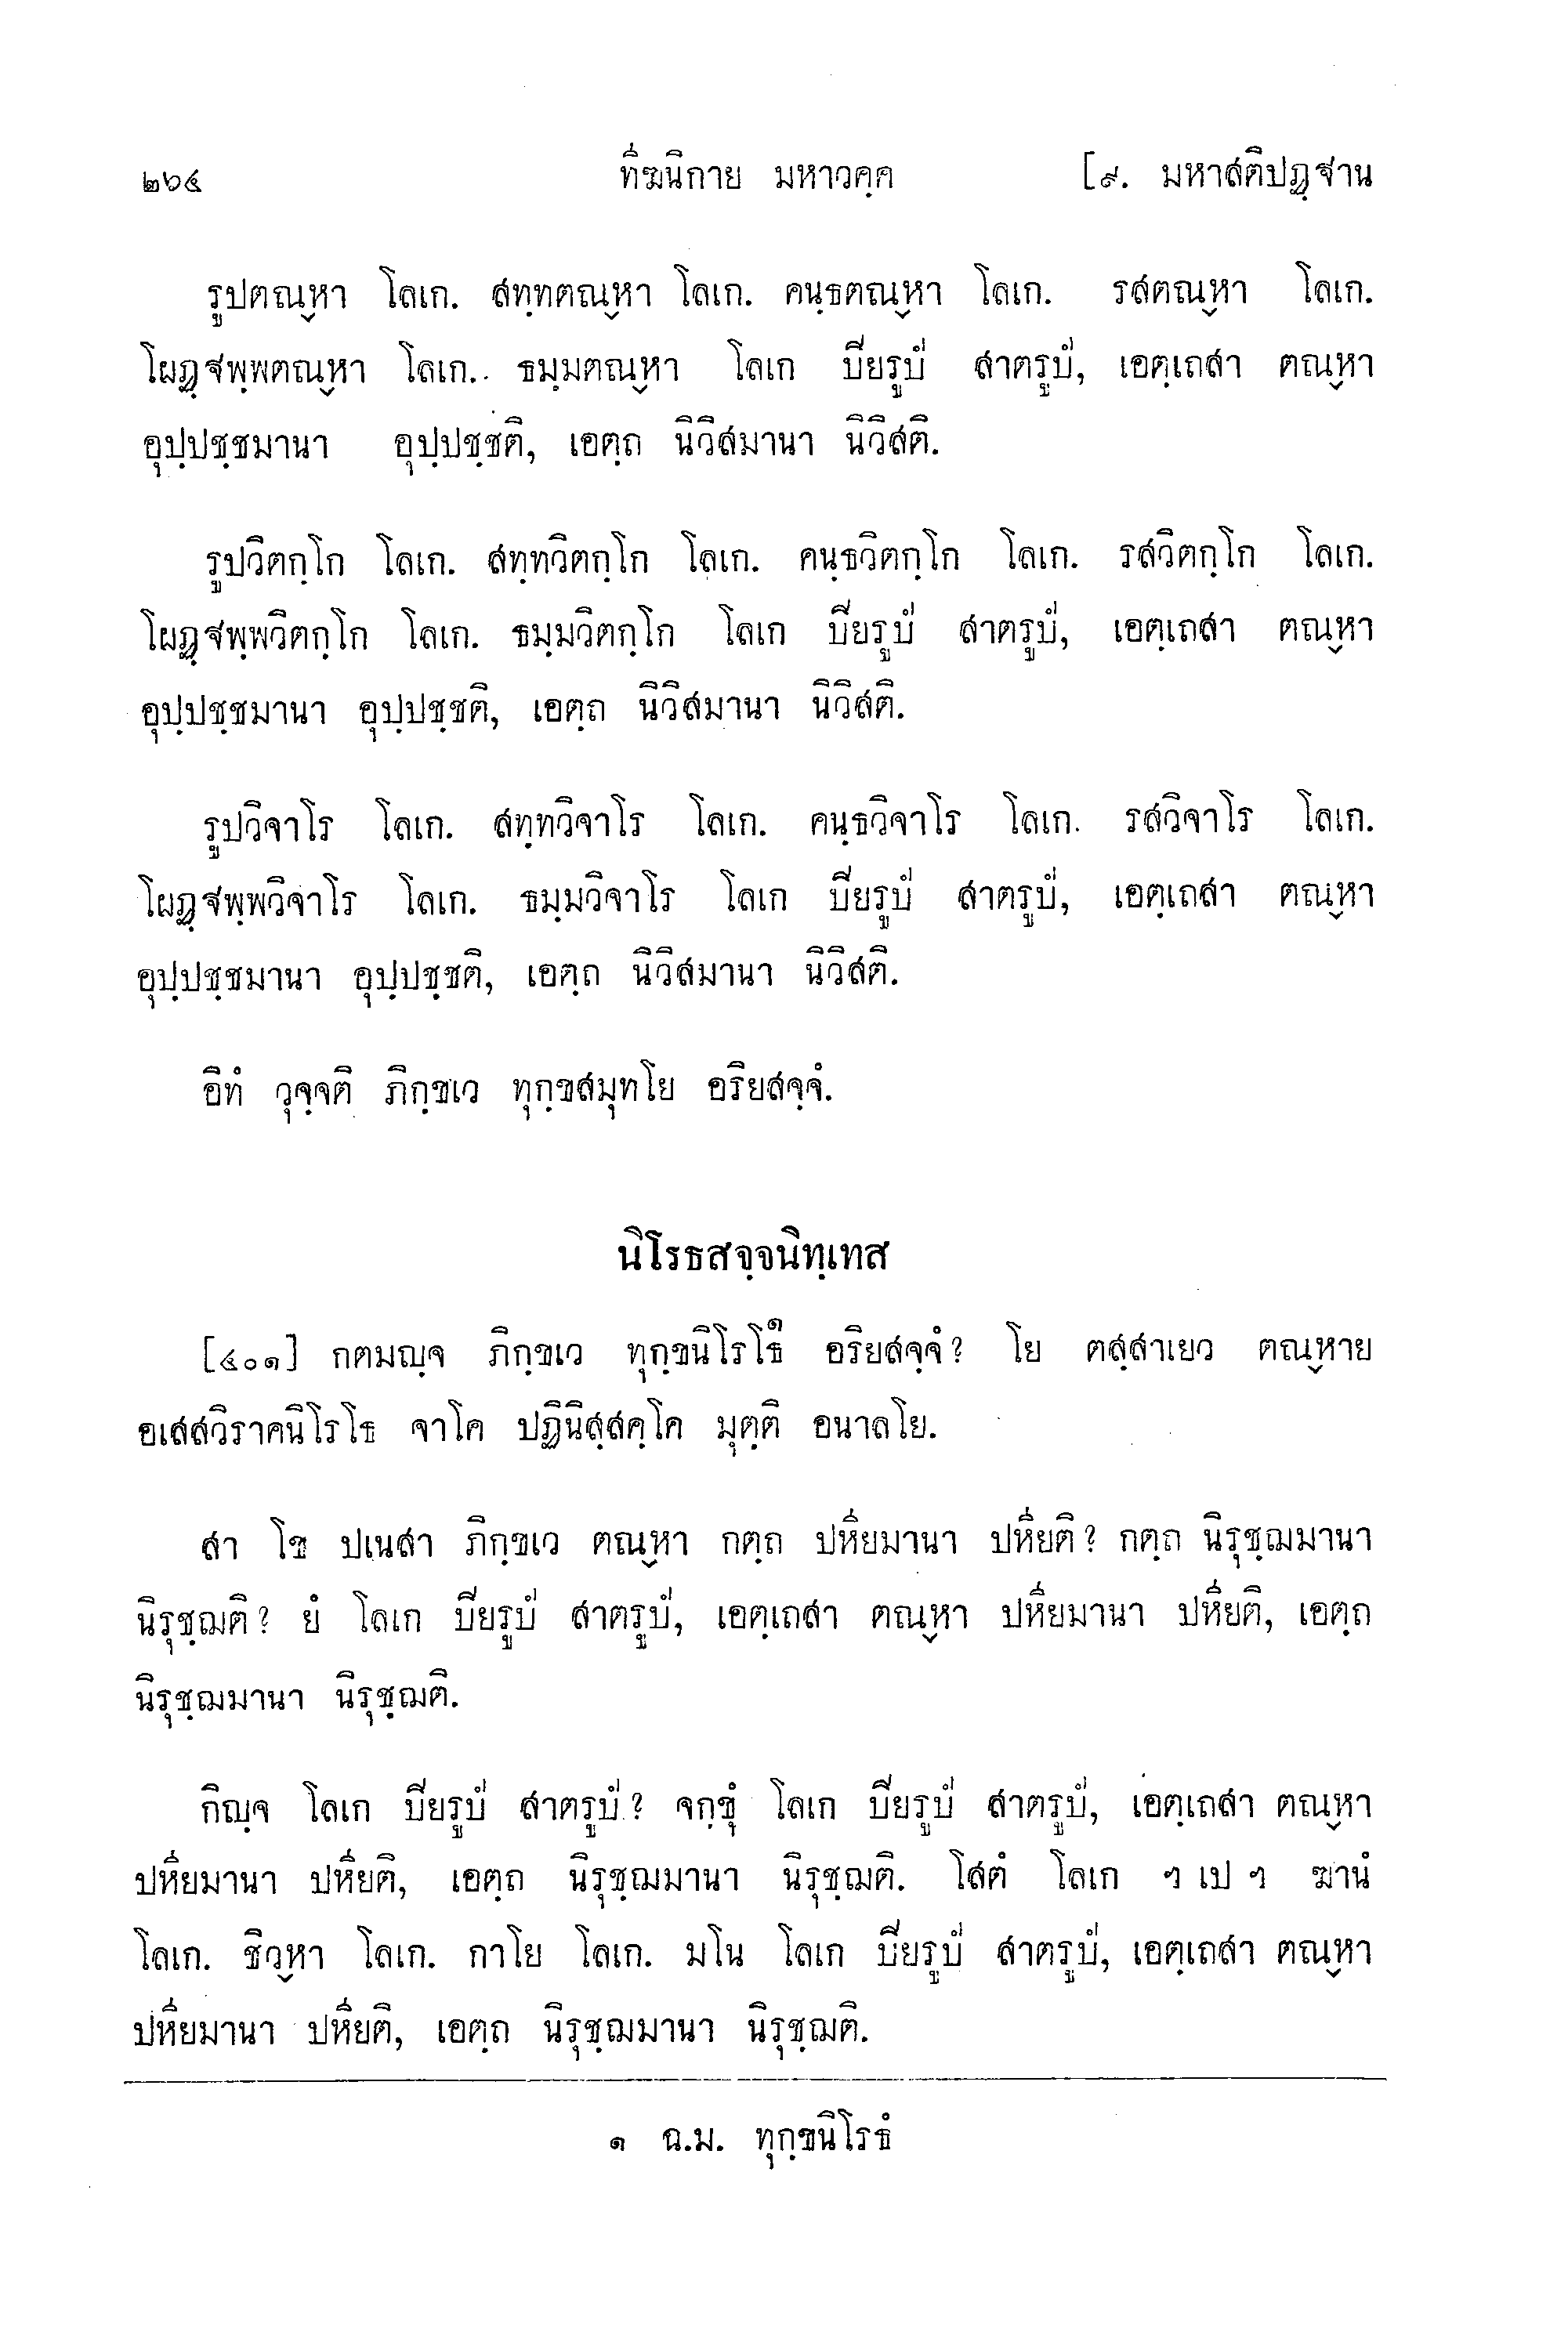 ๒๖๔ ทีฆนิกาย มหาวคฺค [๙. มหาสติปฏฺฐาน
รูปตณฺหา โลเก. สทฺทตณฺหา โลเก. คนฺธตณฺหา โลเก. รสตณฺหา โลเก.
โผฏฺฐพฺพตณฺหา โลเก. ธมฺมตณฺหา โลเก ปิยรูปํ สาตรูปํ, เอตฺเถสา ตณฺหา
อุปฺปชฺชมานา อุปฺปชฺชติ, เอตฺถ นิวิสมานา นิวิสติ.
รูปวิตกฺโก โลเก. สทฺทวิตกฺโก โลเก. คนฺธวิตกฺโก โลเก. รสวิตกฺโก โลเก.
โผฏฺฐพฺพวิตกฺโก โลเก. ธมฺมวิตกฺโก โลเก ปิยรูปํ สาตรูปํ, เอตฺเถสา ตณฺหา
อุปฺปชฺชมานา อุปฺปชฺชติ, เอตฺถ นิวิสมานา นิวิสติ.
รูปวิจาโร โลเก. สทฺทวิจาโร โลเก. คนฺธวิจาโร โลเก. รสวิจาโร โลเก.
โผฏฺฐพฺพวิจาโร โลเก. ธมฺมวิจาโร โลเก ปิยรูปํ สาตรูปํ, เอตฺเถสา ตณฺหา
อุปฺปชฺชมานา อุปฺปชฺชติ, เอตฺถ นิวิสมานา นิวิสติ.
อิทํ วุจฺจติ ภิกฺขเว ทุกฺขสมุทโย อริยสจฺจํ.
นิโรธสจฺจนิทฺเทส
[๔๐๑] กตมญฺจ ภิกฺขเว ทุกฺขนิโรโธ๑ อริยสจฺจํ? โย ตสฺสาเยว ตณฺหาย
อเสสวิราคนิโรโธ จาโค ปฏินิสฺสคฺโค มุตฺติ อนาลโย.
สา โข ปเนสา ภิกฺขเว ตณฺหา กตฺถ ปหียมานา ปหียติ? กตฺถ นิรุชฺฌมานา
นิรุชฺฌติ? ยํ โลเก ปิยรูปํ สาตรูปํ, เอตฺเถสา ตณฺหา ปหียมานา ปหียติ, เอตฺถ
นิรุชฺฌมานา นิรุชฺฌติ.
กิญฺจ โลเก ปิยรูปํ สาตรูปํ? จกฺขุํ โลเก ปิยรูปํ สาตรูปํ, เอตฺเถสา ตณฺหา
ปหียมานา ปหียติ, เอตฺถ นิรุชฺฌมานา นิรุชฺฌติ. โสตํ โลเก ฯ เป ฯ ฆานํ
โลเก. ชิวฺหา โลเก. กาโย โลเก. มโน โลเก ปิยรูปํ สาตรูปํ, เอตฺเถสา ตณฺหา
ปหียมานา ปหียติ, เอตฺถ นิรุชฺฌมานา นิรุชฺฌติ.
๑ ฉ.ม. ทุกฺขนิโรธํ